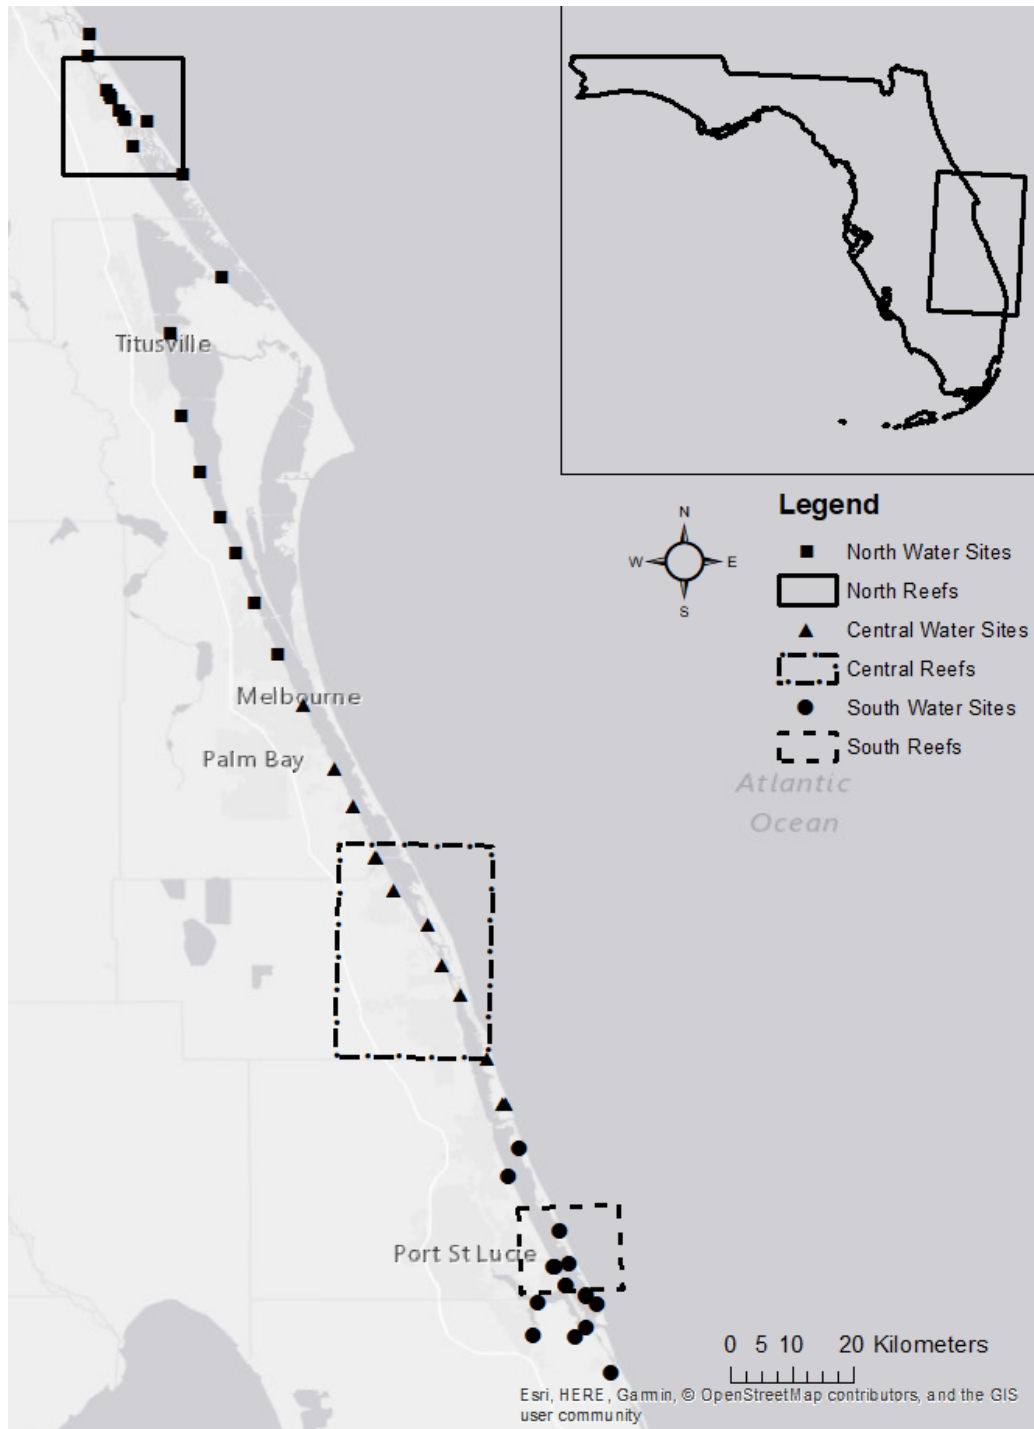 Titusville
Melbourne
Palm Bay
Port St Lucie
Legend
North Water Sites
North Reefs
Central Water Sites
Central Reefs
South Water Sites
South Reefs
N
W
E
S
Atlantic
Ocean
0 5 10 20 Kilometers
Esri, HERE, Garmin, © OpenStreetMap contributors, and the GIS
user community